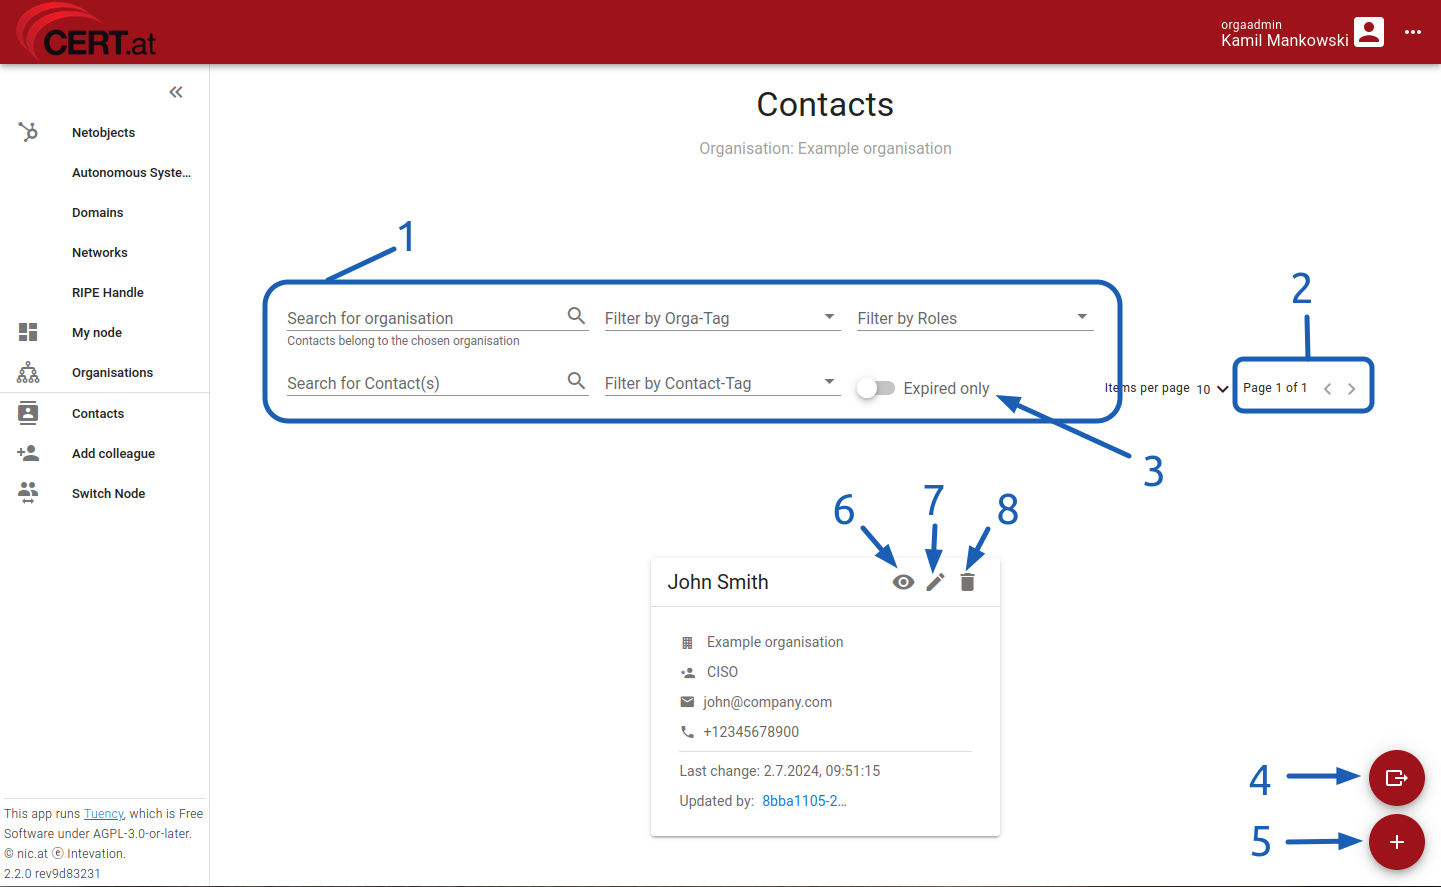 CERT.at
orgaadmin
Kamil Mankowski
Netobjects
Autonomous Syste...
Domains
Networks
RIPE Handle
My node
Organisations
Contacts
Add colleague
Switch Node
This app runs Tuency, which is Free
Software under AGPL-3.0-or-later.
© nic.at ⓔ Intevation.
2.2.0 rev9d83231
Contacts
Organisation: Example organisation
1
Search for organisation
Filter by Orga-Tag
Filter by Roles
Contacts belong to the chosen organisation
Search for Contact(s)
Filter by Contact-Tag
Expired only
2
Items per page 10
Page 1 of 1
3
6
7
8
John Smith
Example organisation
CISO
john@company.com
+12345678900
Last change: 2.7.2024, 09:51:15
Updated by: 8bba1105-2...
4
5